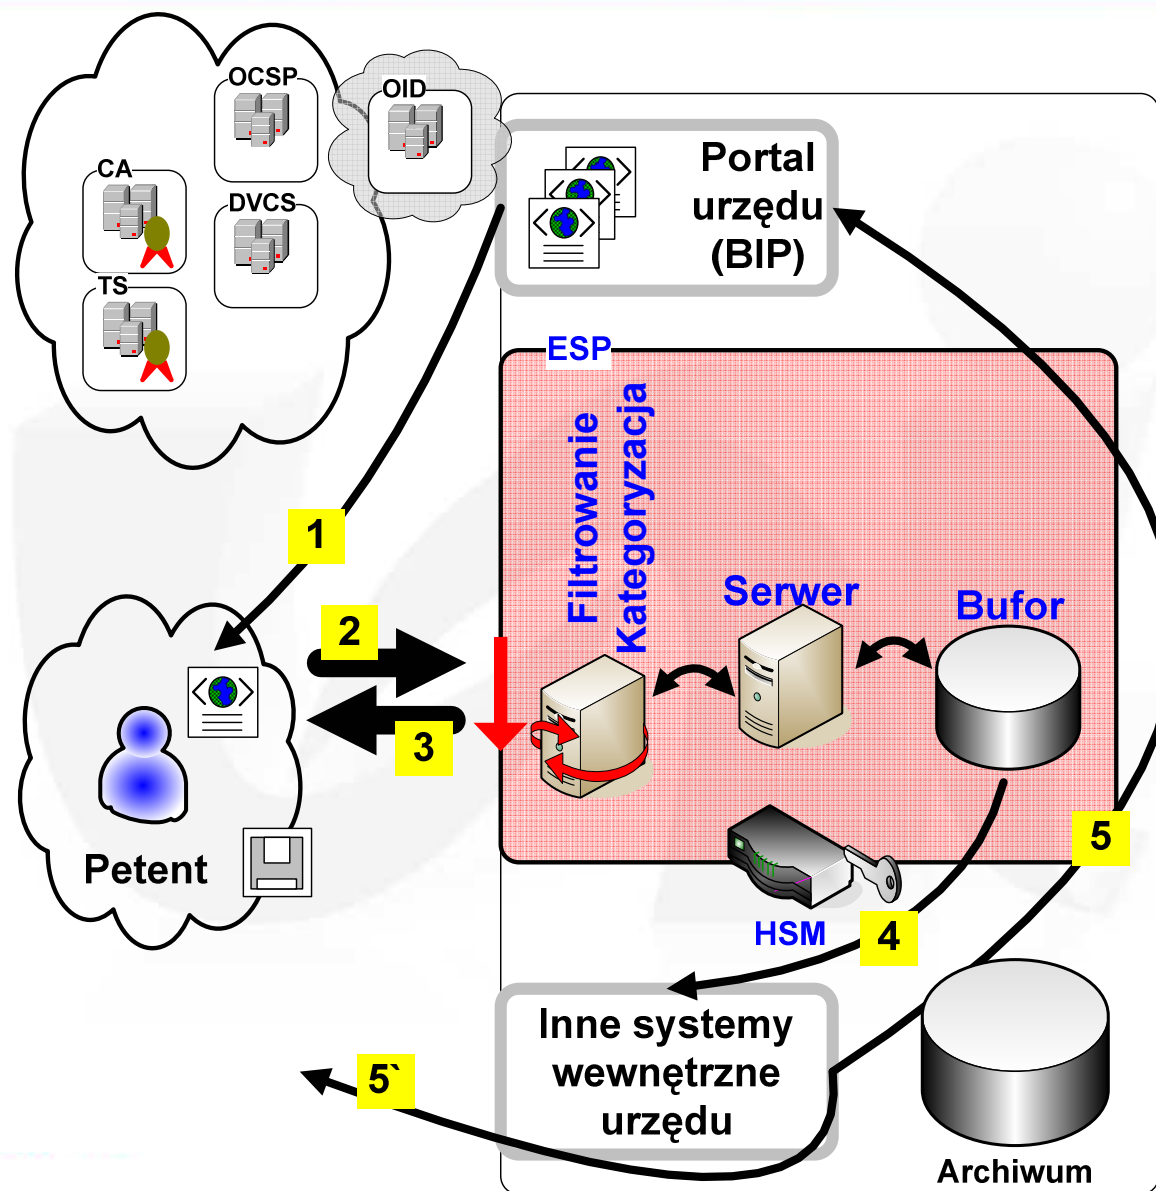 OCSP
OID
CA
DVCS
TS
Portal
urzędu
(BIP)
ESP
Filtrowanie
Kategoryzacja
Serwer
Bufor
1
2
3
Petent
HSM
4
5
Inne systemy
wewnętrzne
urzędu
5`
Archiwum